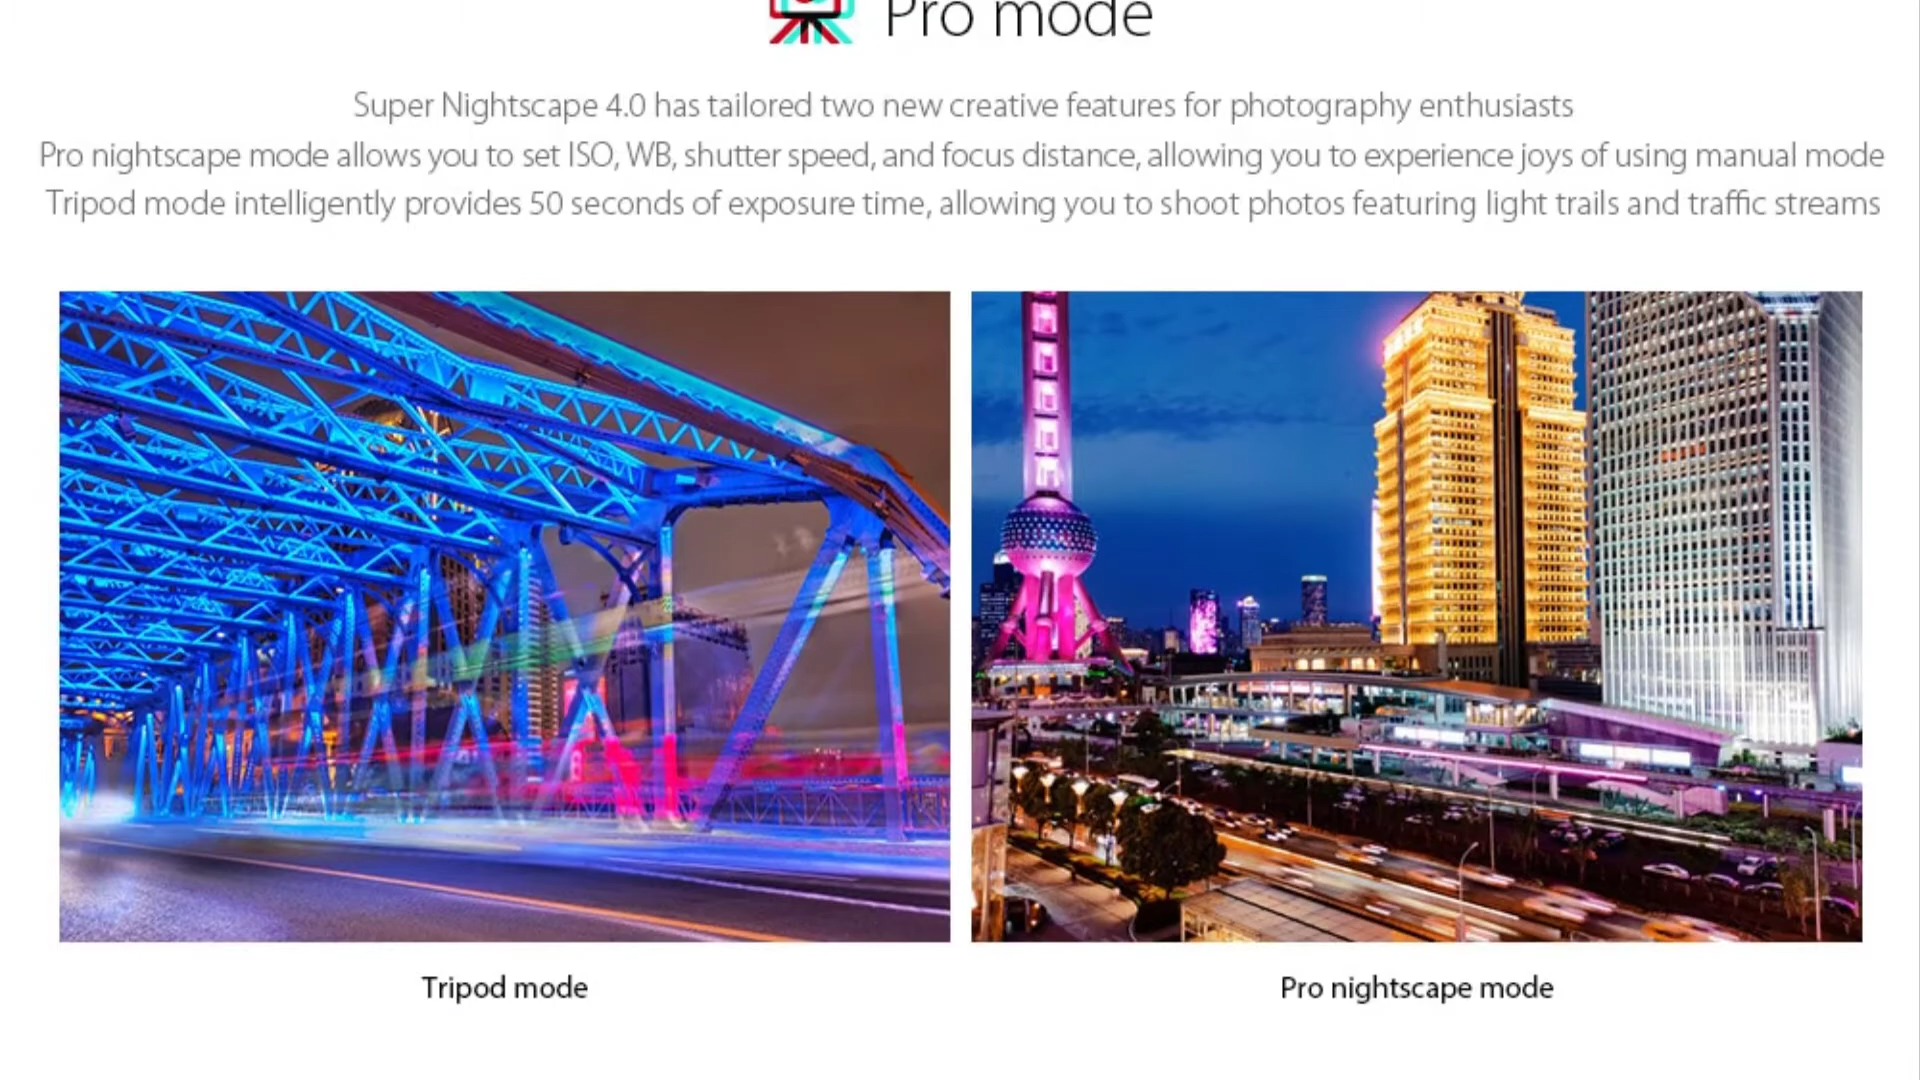 Pro mode
Super Nightscape 4.0 has tailored two new creative features for photography enthusiasts
Pro nightscape mode allows you to set ISO, WB, shutter speed, and focus distance, allowing you to experience joys of using manual mode
Tripod mode intelligently provides 50 seconds of exposure time, allowing you to shoot photos featuring light trails and traffic streams
Tripod mode
Pro nightscape mode